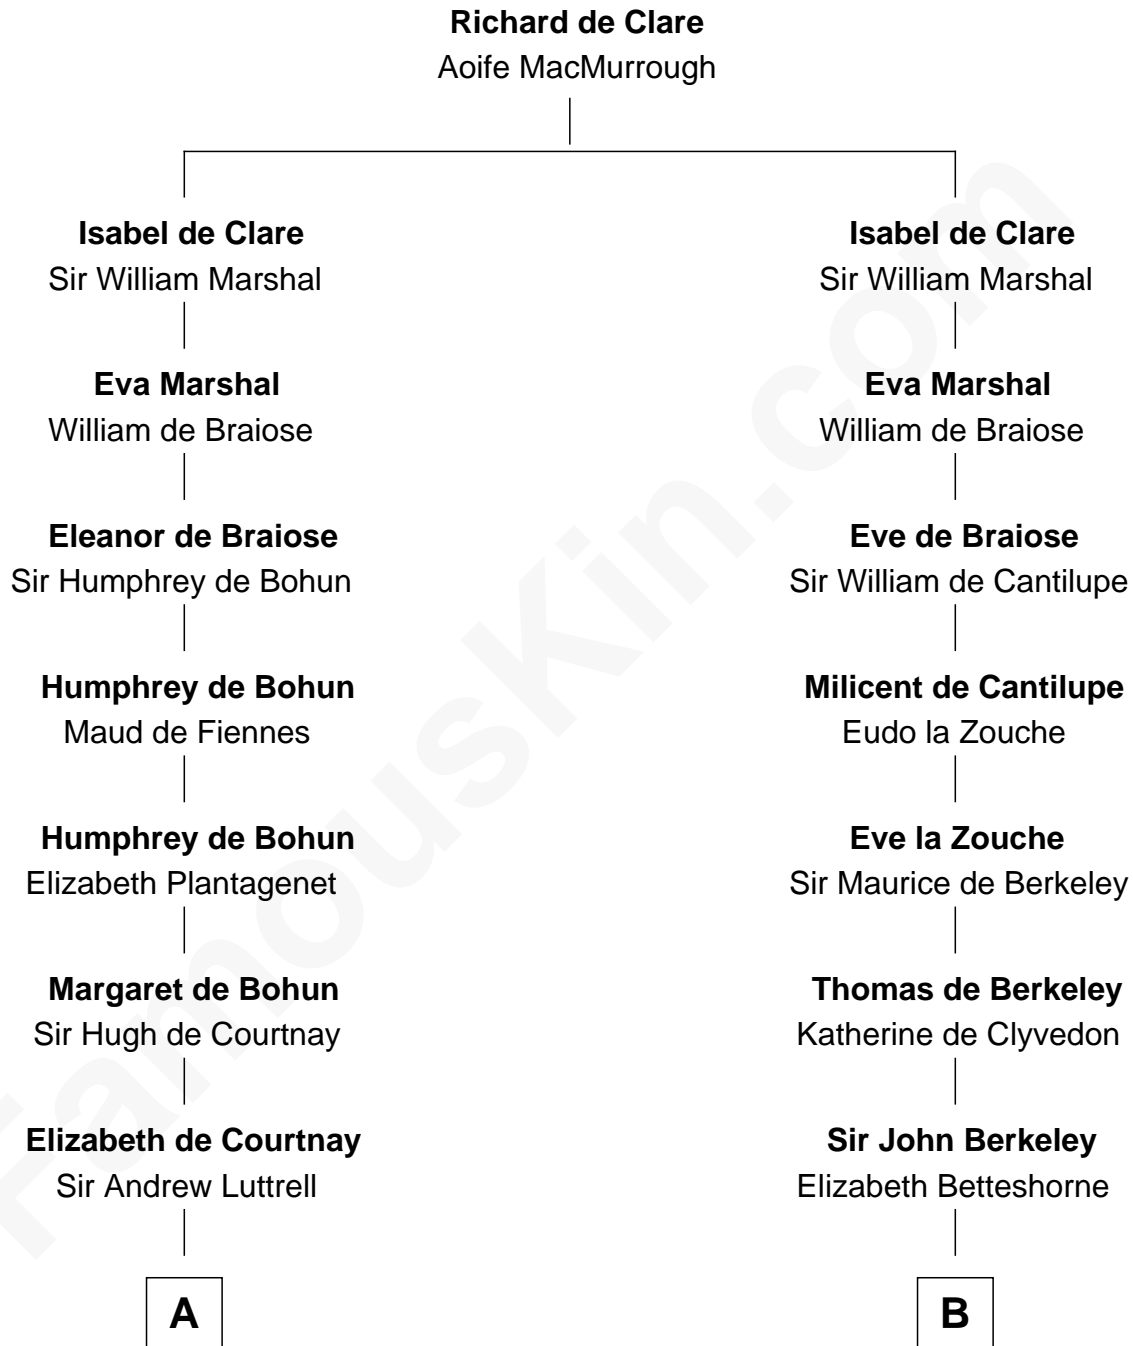 Richard de Clare
Aoife MacMurrough
Isabel de Clare
Sir William Marshal
Isabel de Clare
Sir William Marshal
Eva Marshal
William de Braiose
Eva Marshal
William de Braiose
Eleanor de Braiose
Sir Humphrey de Bohun
Eve de Braiose
Sir William de Cantilupe
Humphrey de Bohun
Maud de Fiennes
Milicent de Cantilupe
Eudo la Zouche
Humphrey de Bohun
Elizabeth Plantagenet
Eve la Zouche
Sir Maurice de Berkeley
Margaret de Bohun
Sir Hugh de Courtnay
Thomas de Berkeley
Katherine de Clyvedon
Elizabeth de Courtnay
Sir Andrew Luttrell
Sir John Berkeley
Elizabeth Betteshorne
A
B
FamousKin.com